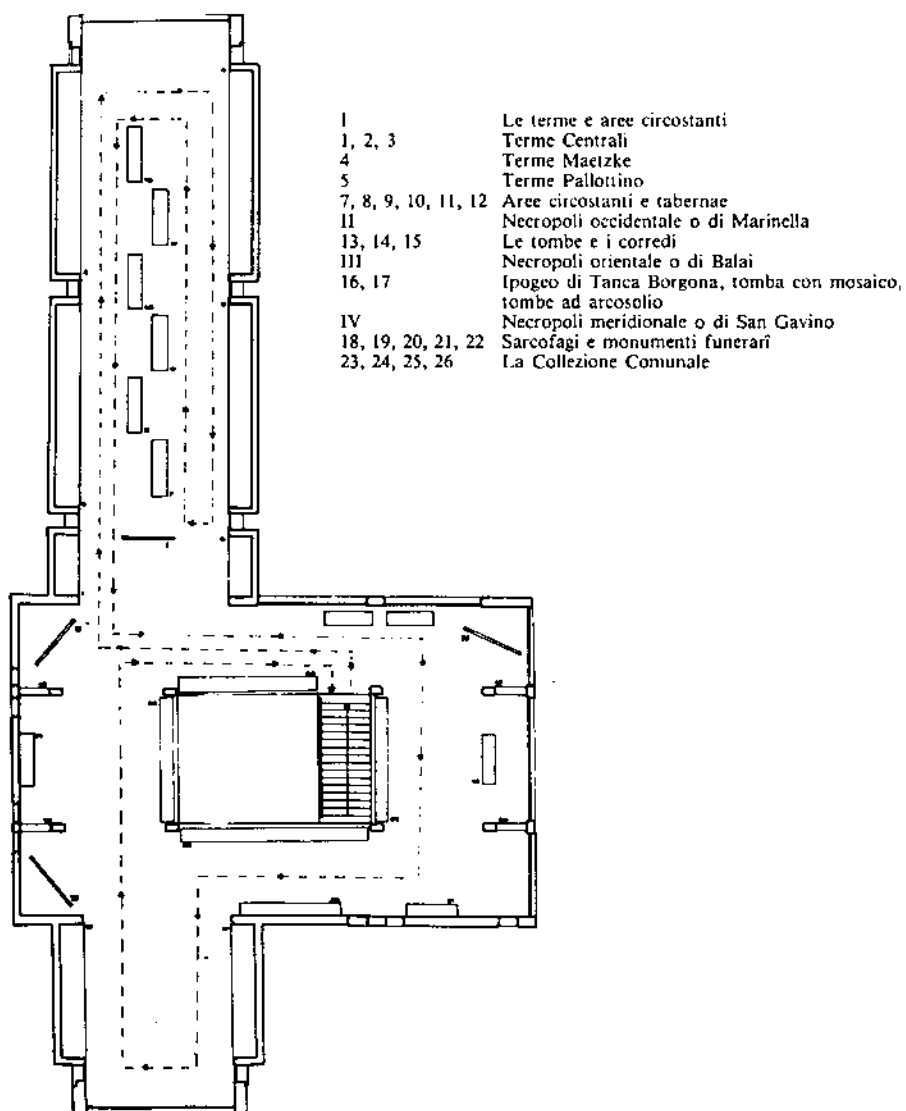 I Le terme e aree circostanti
1, 2, 3 Terme Centrali
4 Terme Maetzke
5 Terme Pallottino
7, 8, 9, 10, 11, 12 Aree circostanti e tabernae
II Necropoli occidentale o di Marinella
13, 14, 15 Le tombe e i corredi
III Necropoli orientale o di Balai
16, 17 Ipogeo di Tanca Borgona, tomba con mosaico,
tombe ad arcosolio
IV Necropoli meridionale o di San Gavino
18, 19, 20, 21, 22 Sarcofagi e monumenti funerarî
23, 24, 25, 26 La Collezione Comunale